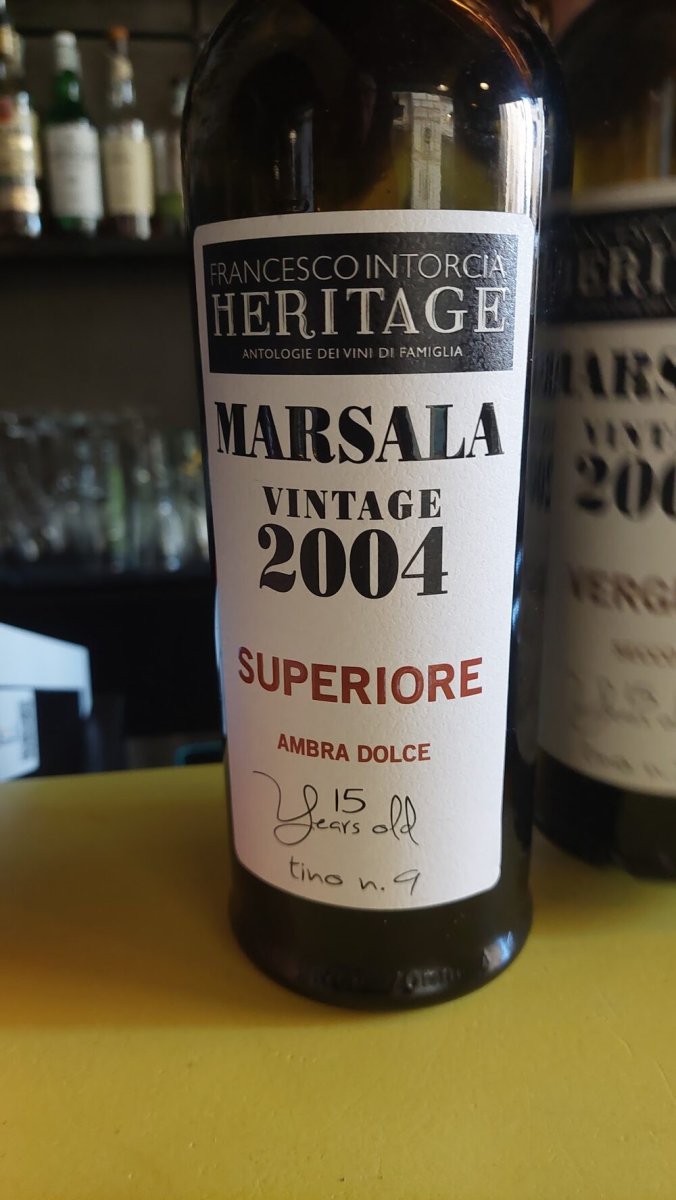 FRANCESCO INTORCIA
HERITAGE
ANTOLOGIE DEI VINI DI FAMIGLIA
MARSALA
VINTAGE
2004
SUPERIORE
AMBRA DOLCE
15
Years old
tino n. 9